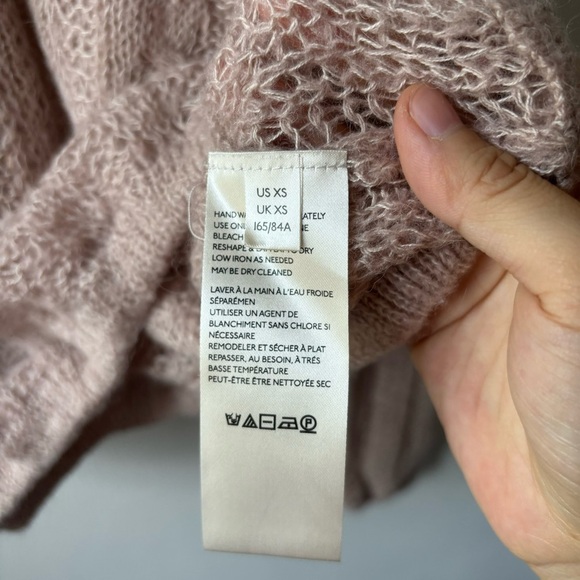 US XS
UK XS
165/84A
HAND
USE
BLEACH
RESHAPE & DRY
LOW IRON AS NEEDED
MAY BE DRY CLEANED
LAVER À LA MAIN À L'EAU FROIDE
SÉPARÉMEN
UTILISER UN AGENT DE
BLANCHIMENT SANS CHLORE SI
NÉCESSAIRE
REMODELER ET SÉCHER À PLAT
REPASSER, AU BESOIN, À TRÉS
BASSE TEMPÉRATURE
PEUT-ÊTRE ÊTRE NETTOYÉE SEC
P